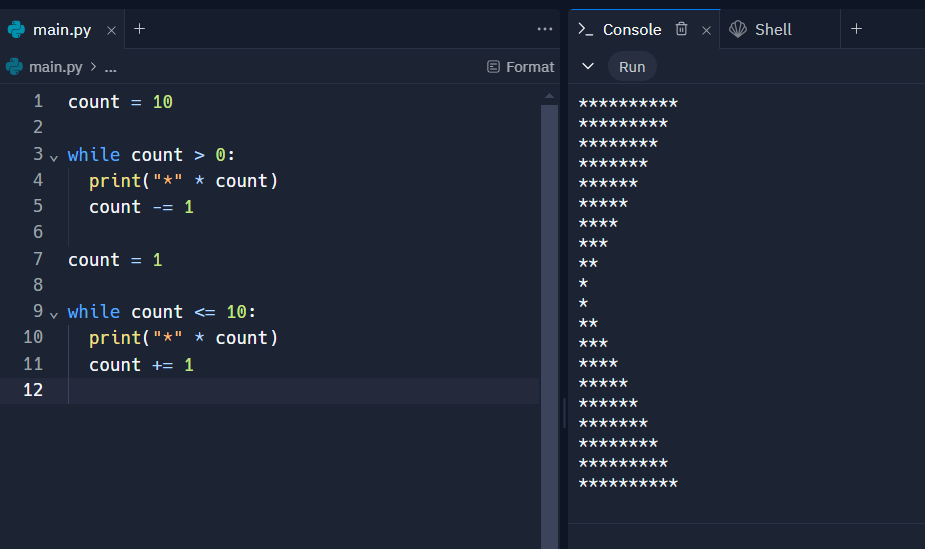 main.py × +
main.py > ...
Format
1 count = 10
2
3 while count > 0:
4   print("*" * count)
5   count -= 1
6
7 count = 1
8
9 while count <= 10:
10   print("*" * count)
11   count += 1
12
>_ Console × Shell +
Run
**********
*********
********
*******
******
*****
****
***
**
*
*
**
***
****
*****
******
*******
********
*********
**********